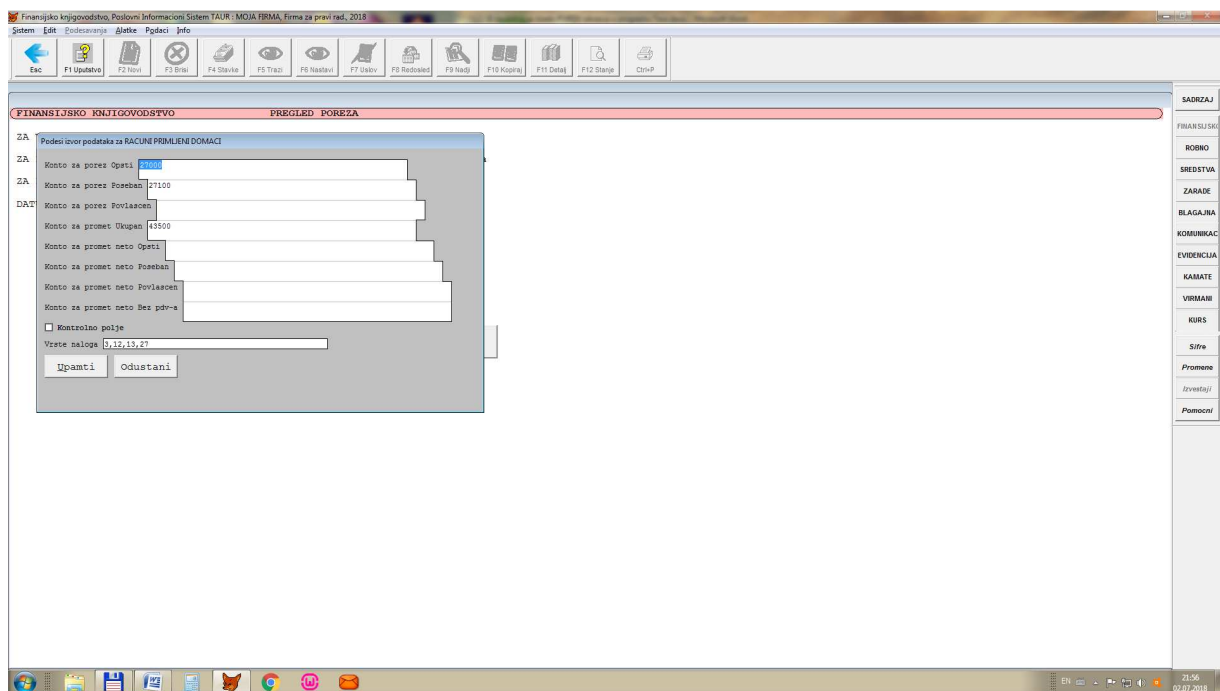 Finansijsko knjigovodstvo, Poslovni Informacioni Sistem TAUR : MOJA FIRMA, Firma za pravi rad., 2018
Sistem Edit Podesavanja Alatke Podaci Info
Esc F1 Uputstvo F2 Novi F3 Brisi F4 Stavke F5 Trazi F6 Nastavi F7 Uslov F8 Redosled F9 Nadji F10 Kopiraj F11 Detalj F12 Stanje Ctrl+P
FINANSIJSKO KNJIGOVODSTVO PREGLED POREZA
ZA
ZA
ZA
DAT
Podesi izvor podataka za RACUNI PRIMLJENI DOMACI
Konto za porez Opsti 27000
Konto za porez Poseban 27100
Konto za porez Povlascen
Konto za promet Ukupan 43500
Konto za promet neto Opsti
Konto za promet neto Poseban
Konto za promet neto Povlascen
Konto za promet neto Bez pdv-a
Kontrolno polje
Vrste naloga 3,12,13,27
Upamti Odustani
SADRZAJ
FINANSIJSKO
ROBNO
SREDSTVA
ZARADE
BLAGAJNA
KOMUNIKAC
EVIDENCIJA
KAMATE
VIRMANI
KURS
Sifre
Promene
Izvestaji
Pomocni
EN
21:56
02.07.2018